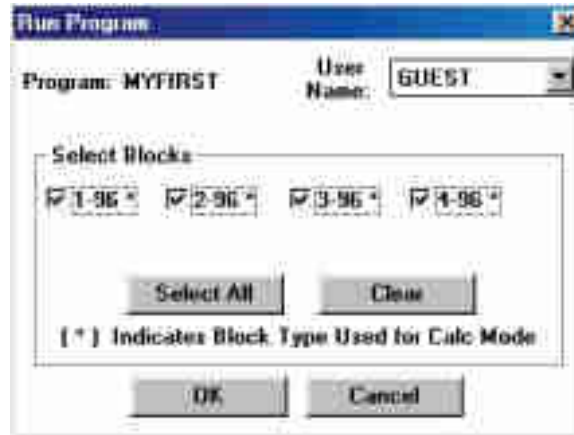 Run Program
Program: MYFIRST
User Name:
GUEST
Select Blocks
1-96 * 2-96 * 3-96 * 4-96 *
Select All Clear
( * ) Indicates Block Type Used for Calc Mode
OK Cancel